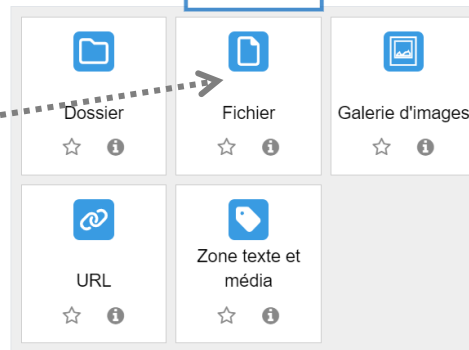 Dossier
Fichier
Galerie d'images
URL
Zone texte et
média